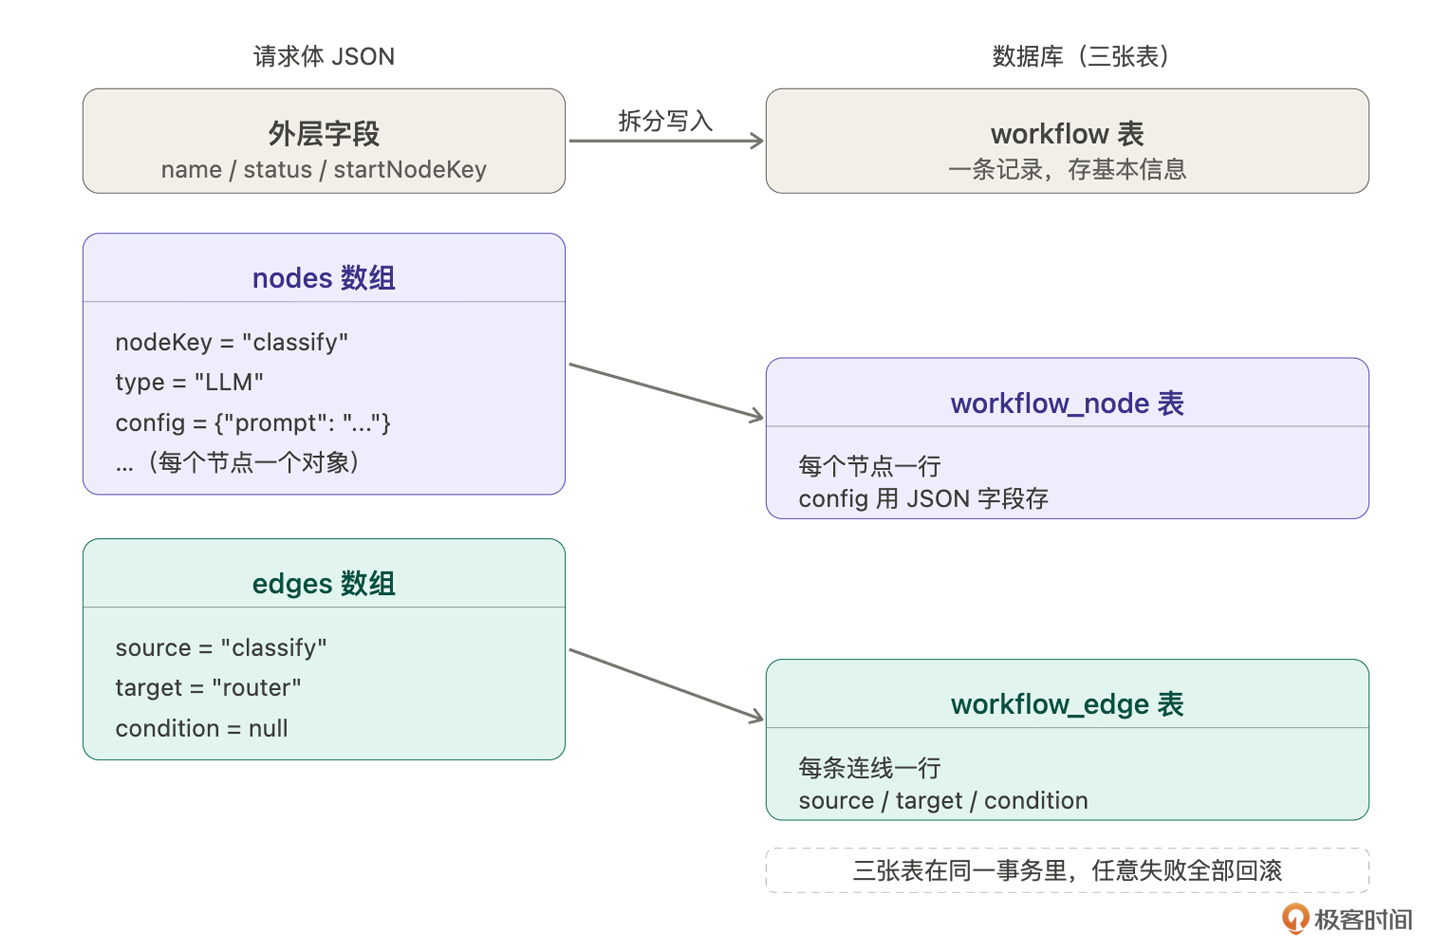 请求体 JSON
数据库（三张表）
外层字段
name / status / startNodeKey
拆分写入
workflow 表
一条记录，存基本信息
nodes 数组
nodeKey = "classify"
type = "LLM"
config = {"prompt": "..."}
...（每个节点一个对象）
workflow_node 表
每个节点一行
config 用 JSON 字段存
edges 数组
source = "classify"
target = "router"
condition = null
workflow_edge 表
每条连线一行
source / target / condition
三张表在同一事务里，任意失败全部回滚
极客时间